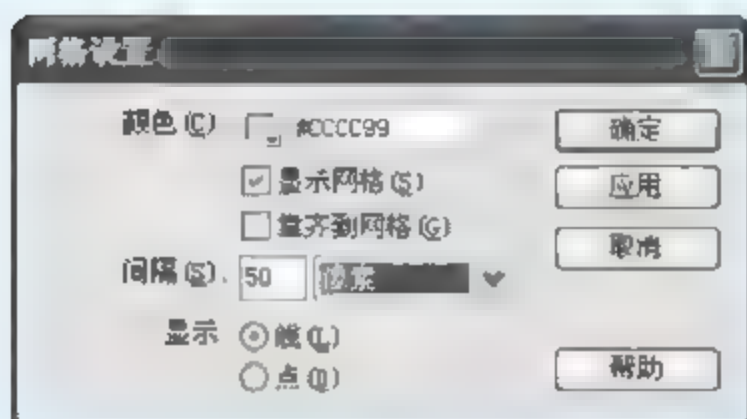 网格设置
颜色(C) #CCCC99 确定
显示网格(S) 应用
靠齐到网格(G) 取消
间隔(S). 50 像素
显示 线(L)
点(D) 帮助